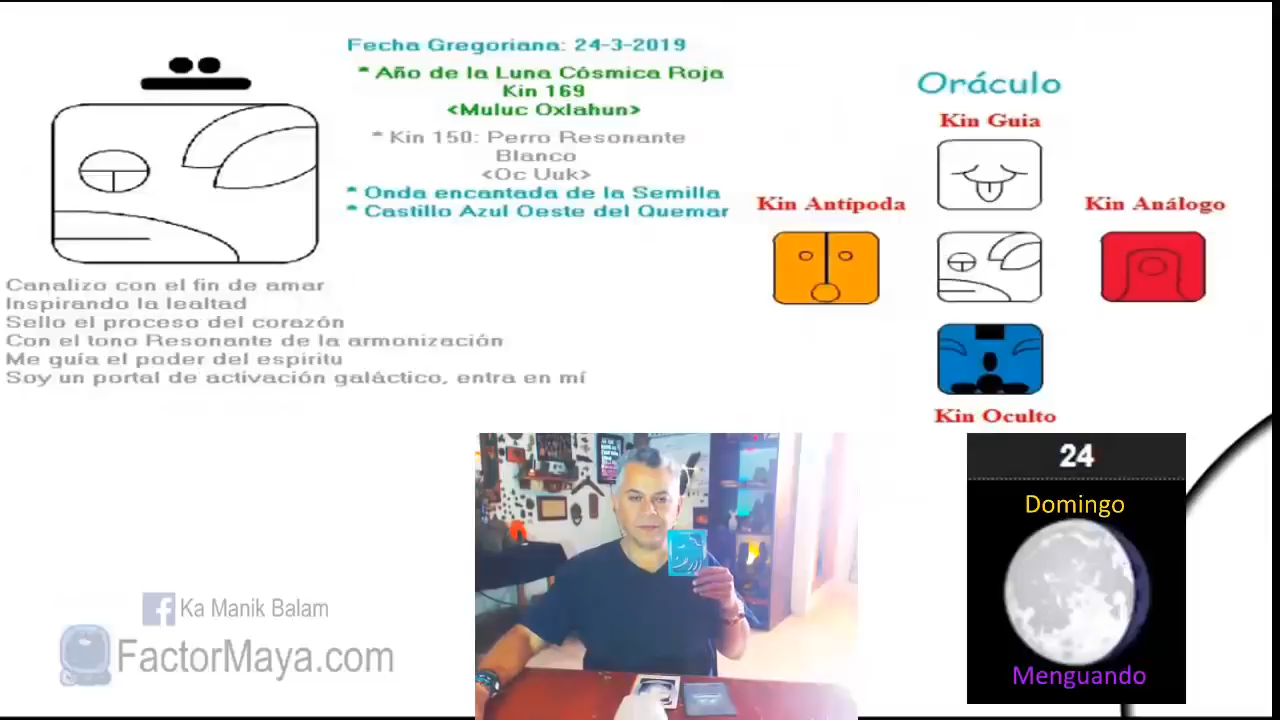 Fecha Gregoriana: 24-3-2019
* Año de la Luna Cósmica Roja
Kin 169
<Muluc Oxlahun>
* Kin 150: Perro Resonante
Blanco
<Oc Uuk>
* Onda encantada de la Semilla
* Castillo Azul Oeste del Quemar
Canalizo con el fin de amar
Inspirando la lealtad
Sello el proceso del corazón
Con el tono Resonante de la armonización
Me guía el poder del espiritu
Soy un portal de activación galáctico, entra en mí
Oráculo
Kin Guia
Kin Antípoda
Kin Análogo
Kin Oculto
24
Domingo
Menguando
Ka Manik Balam
FactorMaya.com